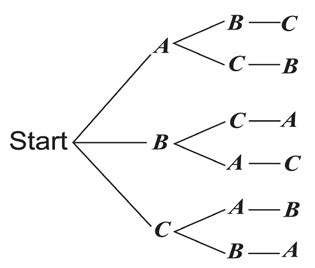 B — C
A
C — B
C — A
Start B
A — C
A — B
C
B — A